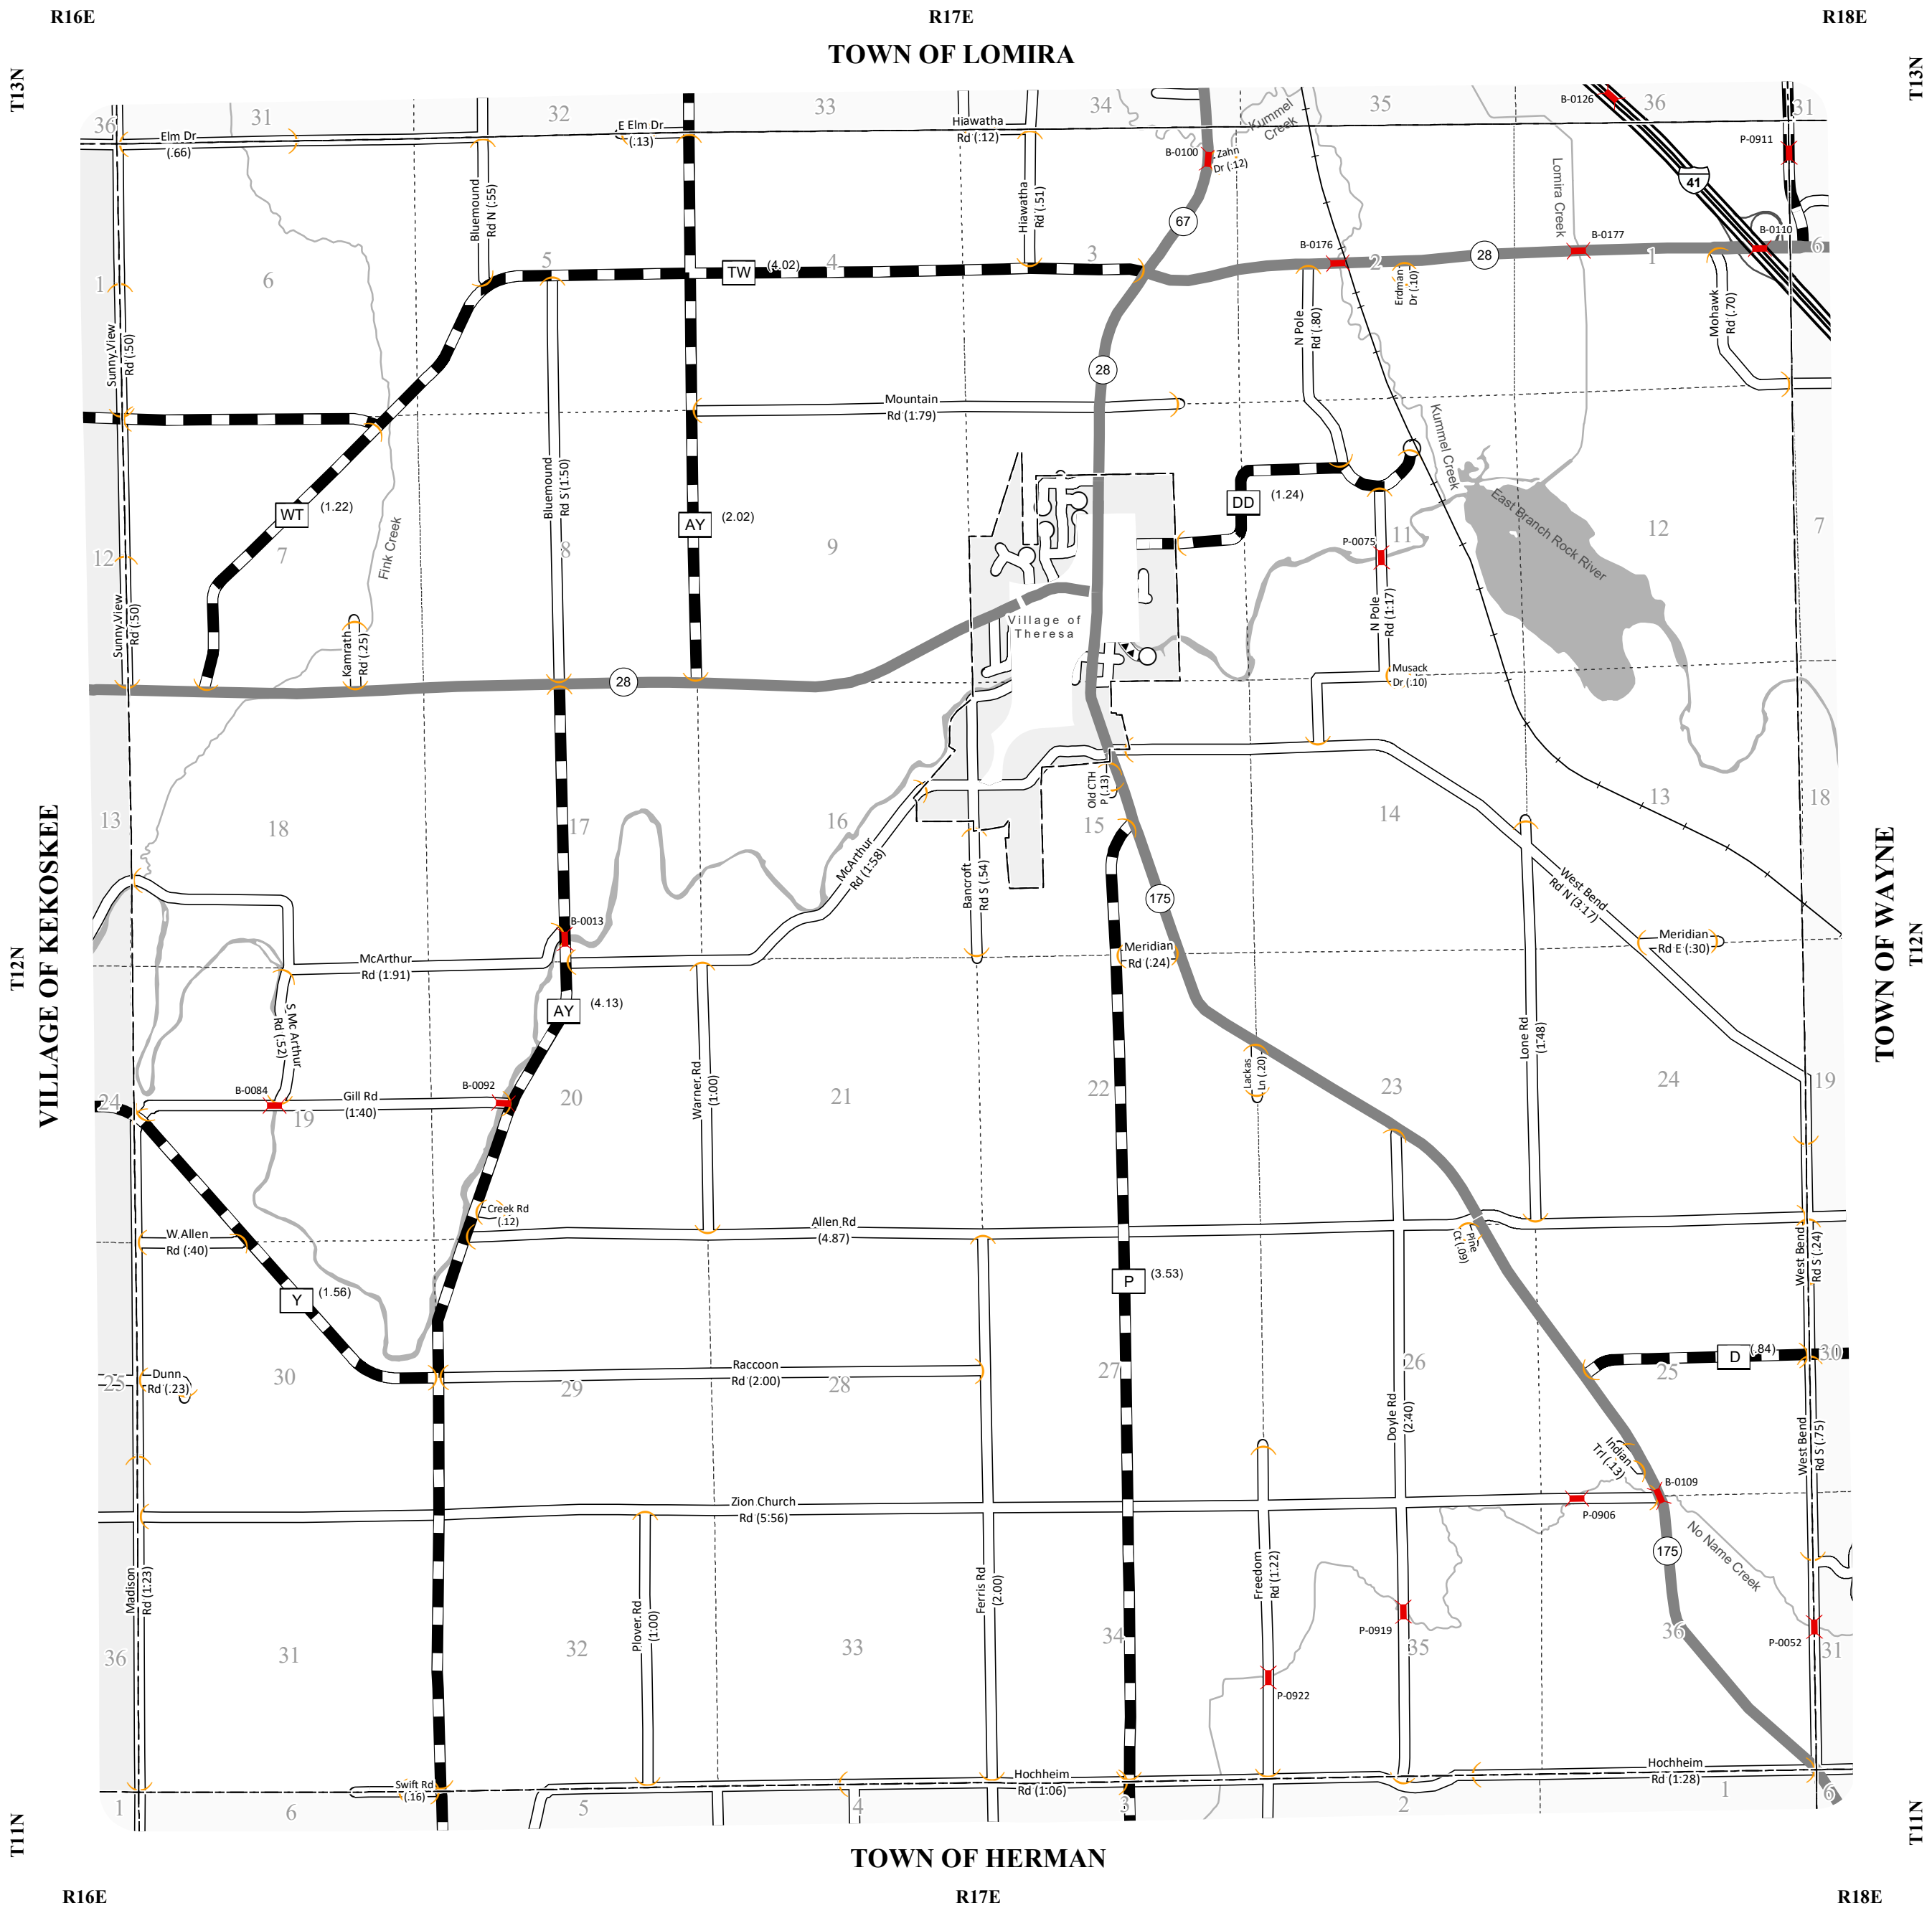 R16E
R17E
R18E
TOWN OF LOMIRA
T13N
T13N
36
31
32
33
34
35
36
31
Elm Dr
(.66)
E Elm Dr
(.13)
Hiawatha
Rd (.12)
Kummel
Creek
B-0126
P-0911
B-0100
Zahn
Dr (.12)
41
Lomira Creek
Bluemound
Rd N (.55)
Hiawatha
Rd (.51)
67
B-0176
B-0177
B-0110
1
6
5
4
3
2
1
6
TW
(4.02)
28
Erdman
Dr (.10)
Sunny View
Rd (.50)
N Pole
Rd (.80)
Mohawk
Rd (.70)
28
Mountain
Rd (1.79)
Kummel Creek
WT
(1.22)
Bluemound
Rd S (1.50)
AY
(2.02)
DD
(1.24)
East Branch Rock River
Fink Creek
P-0075
12
7
8
9
11
12
7
Sunny View
Rd (.50)
Kamrath
Rd (.25)
Village of
Theresa
N Pole
Rd (1.17)
28
Musack
Dr (.10)
Old CTH
P (.13)
13
18
17
16
15
14
13
18
VILLAGE OF KEKOSKEE
TOWN OF WAYNE
McArthur
Rd (1.58)
Bancroft
Rd S (.54)
175
West Bend
Rd N (3.17)
B-0013
T12N
T12N
McArthur
Rd (1.91)
Meridian
Rd (.24)
Meridian
Rd E (.30)
AY
(4.13)
S Mc Arthur
Rd (.52)
Lone Rd
(1.48)
Lackas
Ln (.20)
Warner Rd
(1.00)
B-0084
Gill Rd
(1.40)
B-0092
24
19
20
21
22
23
24
19
Creek Rd
(.12)
W Allen
Rd (.40)
Allen Rd
(4.87)
Pine
Ct (.09)
West Bend
Rd S (.24)
Y
(1.56)
P
(3.53)
D
(.84)
Dunn
Rd (.23)
Raccoon
Rd (2.00)
25
30
29
28
27
26
25
30
Doyle Rd
(2.40)
West Bend
Rd S (.75)
Indian
Trl (.13)
B-0109
Zion Church
Rd (5.56)
P-0906
No Name Creek
175
Madison
Rd (1.23)
Plover Rd
(1.00)
Ferris Rd
(2.00)
Freedom
Rd (1.22)
P-0919
P-0052
P-0922
36
31
32
33
34
35
36
31
Swift Rd
(.16)
Hochheim
Rd (1.06)
Hochheim
Rd (1.28)
1
6
5
4
3
2
1
6
T11N
T11N
TOWN OF HERMAN
R16E
R17E
R18E